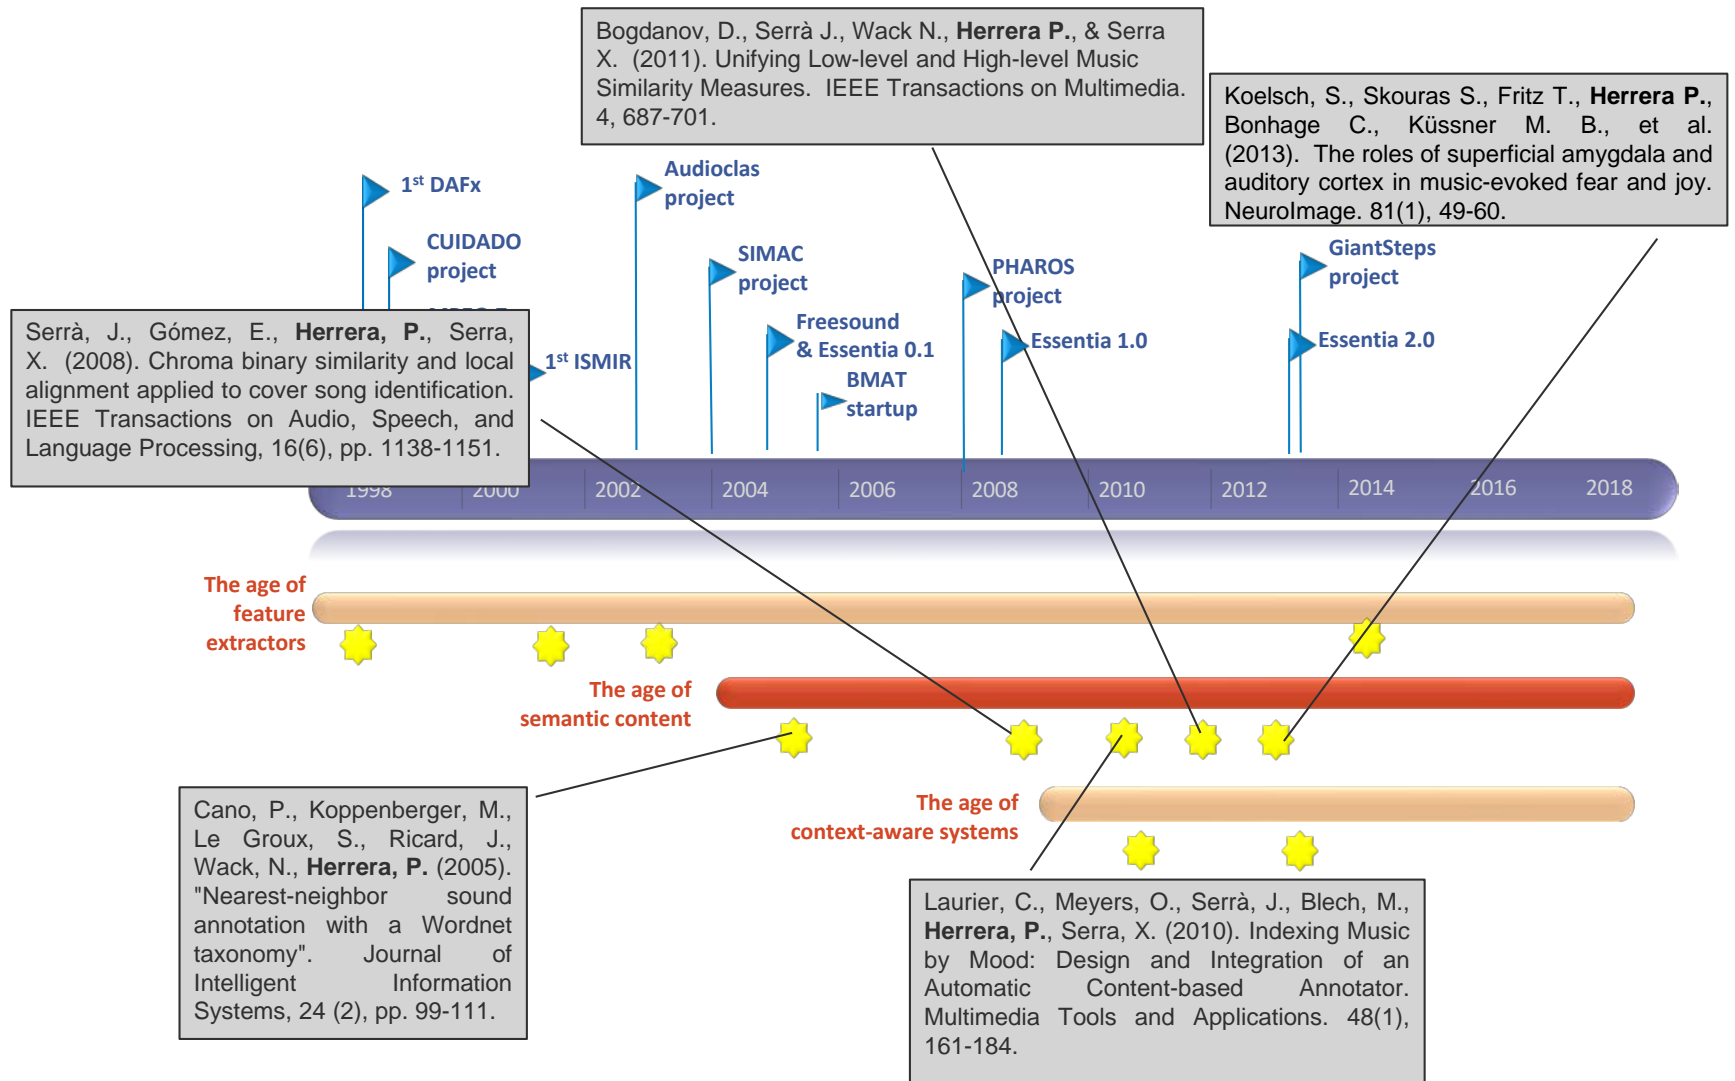 Bogdanov, D., Serrà J., Wack N., Herrera P., & Serra
X. (2011). Unifying Low-level and High-level Music
Similarity Measures. IEEE Transactions on Multimedia.
4, 687-701.
Koelsch, S., Skouras S., Fritz T., Herrera P.,
Bonhage C., Küssner M. B., et al.
(2013). The roles of superficial amygdala and
auditory cortex in music-evoked fear and joy.
NeuroImage. 81(1), 49-60.
1st DAFx
CUIDADO
project
Audioclas
project
SIMAC
project
Freesound
& Essentia 0.1
BMAT
startup
PHAROS
project
Essentia 1.0
GiantSteps
project
Essentia 2.0
1st ISMIR
Serrà, J., Gómez, E., Herrera, P., Serra,
X. (2008). Chroma binary similarity and local
alignment applied to cover song identification.
IEEE Transactions on Audio, Speech, and
Language Processing, 16(6), pp. 1138-1151.
1998 2000 2002 2004 2006 2008 2010 2012 2014 2016 2018
The age of
feature
extractors
The age of
semantic content
The age of
context-aware systems
Cano, P., Koppenberger, M.,
Le Groux, S., Ricard, J.,
Wack, N., Herrera, P. (2005).
"Nearest-neighbor sound
annotation with a Wordnet
taxonomy". Journal of
Intelligent Information
Systems, 24 (2), pp. 99-111.
Laurier, C., Meyers, O., Serrà, J., Blech, M.,
Herrera, P., Serra, X. (2010). Indexing Music
by Mood: Design and Integration of an
Automatic Content-based Annotator.
Multimedia Tools and Applications. 48(1),
161-184.